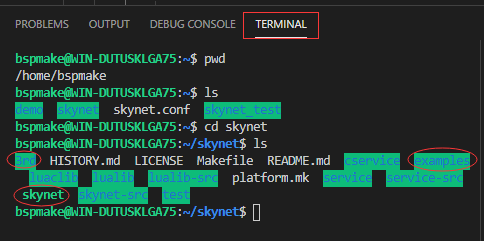 PROBLEMS OUTPUT DEBUG CONSOLE TERMINAL
bspmake@WIN-DUTUSKLGA75:~$ pwd
/home/bspmake
bspmake@WIN-DUTUSKLGA75:~$ ls
demo skynet skynet.conf skynet_test
bspmake@WIN-DUTUSKLGA75:~$ cd skynet
bspmake@WIN-DUTUSKLGA75:~/skynet$ ls
3rd HISTORY.md LICENSE Makefile README.md cservice examples
luaclib lualib lualib-src platform.mk service service-src
skynet skynet-src test
bspmake@WIN-DUTUSKLGA75:~/skynet$